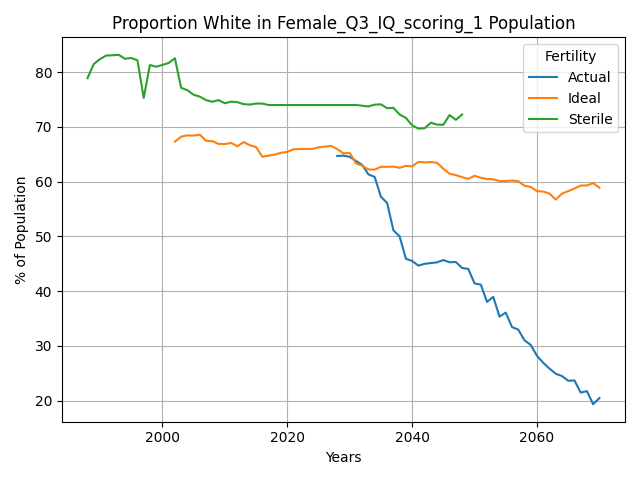 Proportion White in Female_Q3_IQ_scoring_1 Population
Fertility
Actual
Ideal
Sterile
% of Population
80
70
60
50
40
30
20
2000
2020
2040
2060
Years